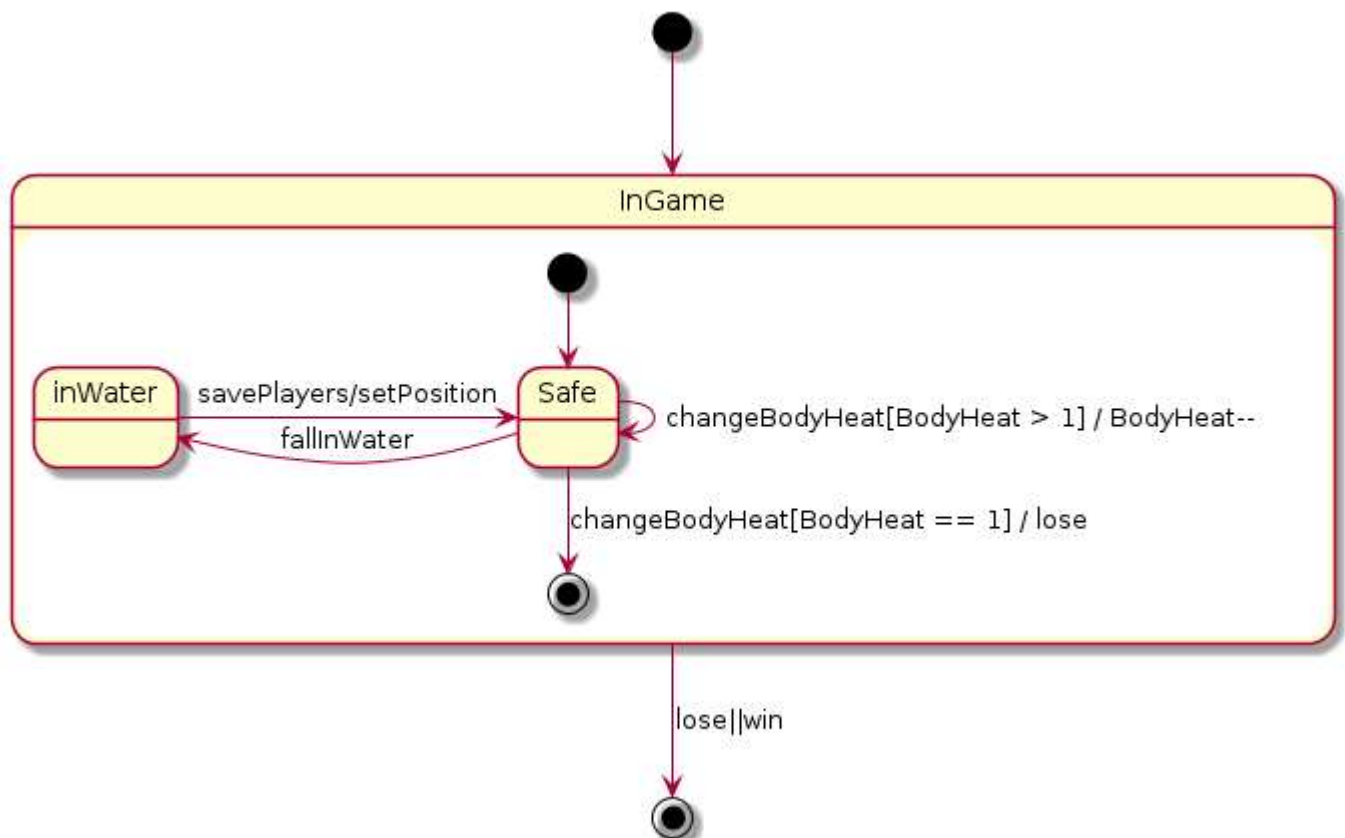 InGame
inWater
savePlayers/setPosition
Safe
changeBodyHeat[BodyHeat > 1] / BodyHeat--
fallInWater
changeBodyHeat[BodyHeat == 1] / lose
lose||win